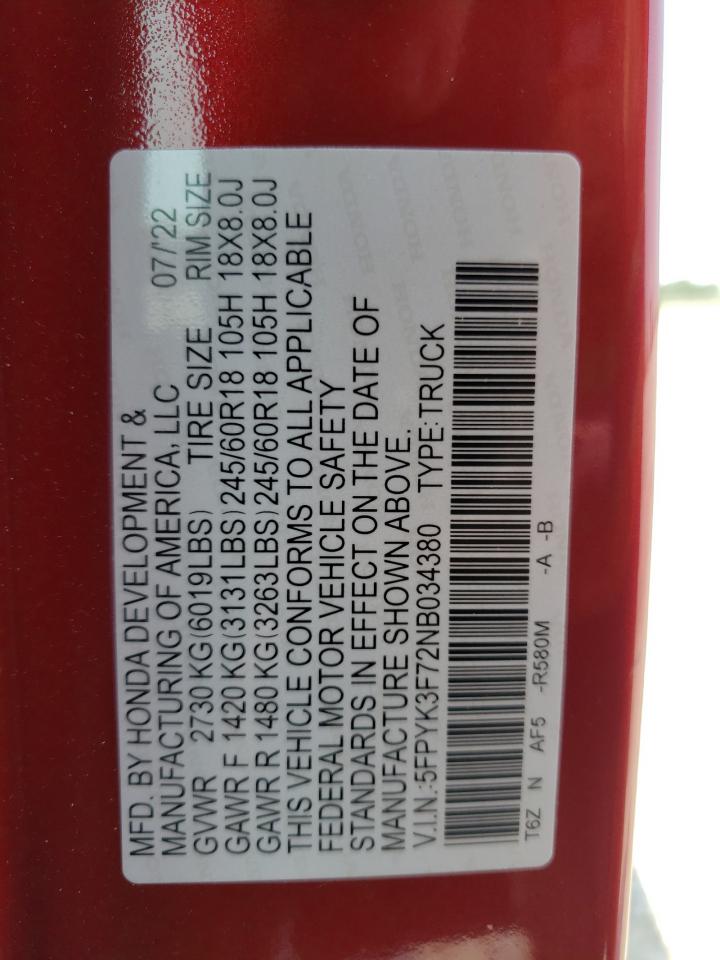 MFD. BY HONDA DEVELOPMENT &
MANUFACTURING OF AMERICA, LLC 07/'22
GVWR 2730 KG(6019LBS) TIRE SIZE RIM SIZE
GAWR F 1420 KG(3131LBS)245/60R18 105H 18X8.0J
GAWR R 1480 KG(3263LBS)245/60R18 105H 18X8.0J
THIS VEHICLE CONFORMS TO ALL APPLICABLE
FEDERAL MOTOR VEHICLE SAFETY
STANDARDS IN EFFECT ON THE DATE OF
MANUFACTURE SHOWN ABOVE.
V.I.N.:5FPYK3F72NB034380 TYPE:TRUCK
T6Z N AF5 -R580M -A -B
HONDA HONDA HONDA